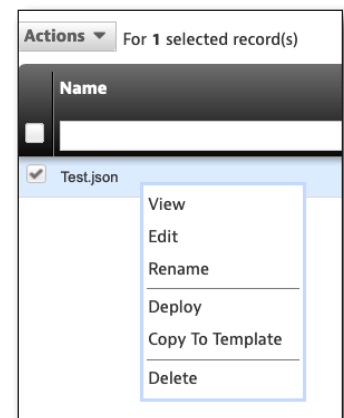 Actions For 1 selected record(s)
Name
Test.json
View
Edit
Rename
Deploy
Copy To Template
Delete